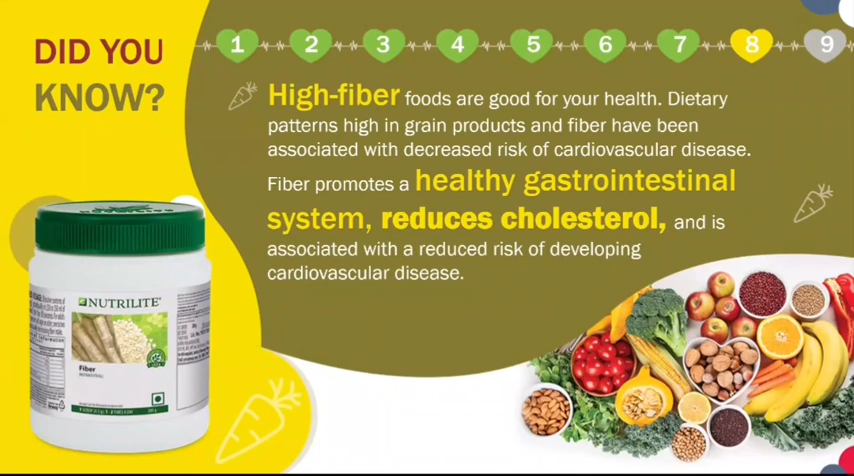 DID YOU
KNOW?
1 2 3 4 5 6 7 8 9
High-fiber foods are good for your health. Dietary
patterns high in grain products and fiber have been
associated with decreased risk of cardiovascular disease.
Fiber promotes a healthy gastrointestinal
system, reduces cholesterol, and is
associated with a reduced risk of developing
cardiovascular disease.
NUTRILITE
Fiber